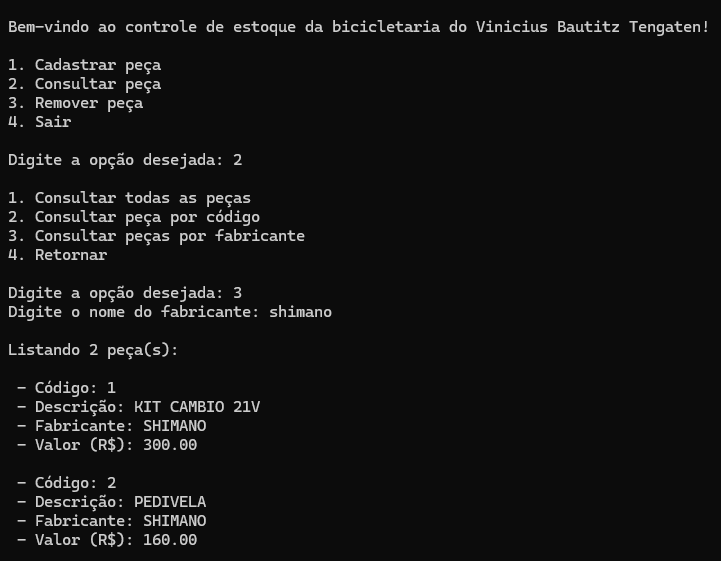 Bem-vindo ao controle de estoque da bicicletaria do Vinicius Bautitz Tengaten!
1. Cadastrar peça
2. Consultar peça
3. Remover peça
4. Sair
Digite a opção desejada: 2
1. Consultar todas as peças
2. Consultar peça por código
3. Consultar peças por fabricante
4. Retornar
Digite a opção desejada: 3
Digite o nome do fabricante: shimano
Listando 2 peça(s):
- Código: 1
- Descrição: KIT CAMBIO 21V
- Fabricante: SHIMANO
- Valor (R$): 300.00
- Código: 2
- Descrição: PEDIVELA
- Fabricante: SHIMANO
- Valor (R$): 160.00